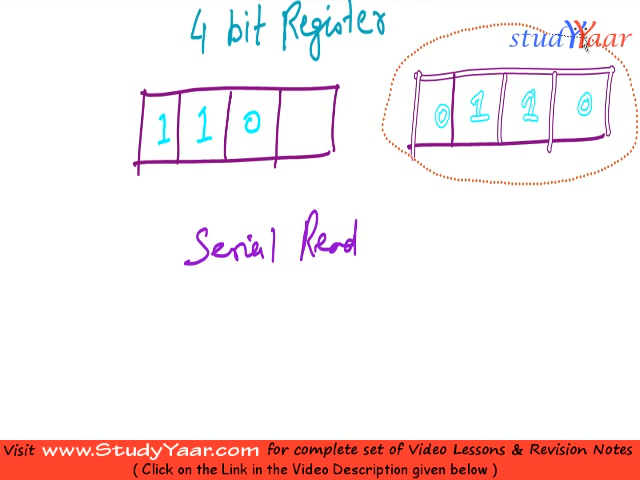 4 bit Register
studYYaar
1 1 0
0 1 1 0
Serial Read
Visit www.StudyYaar.com for complete set of Video Lessons & Revision Notes
( Click on the Link in the Video Description given below )